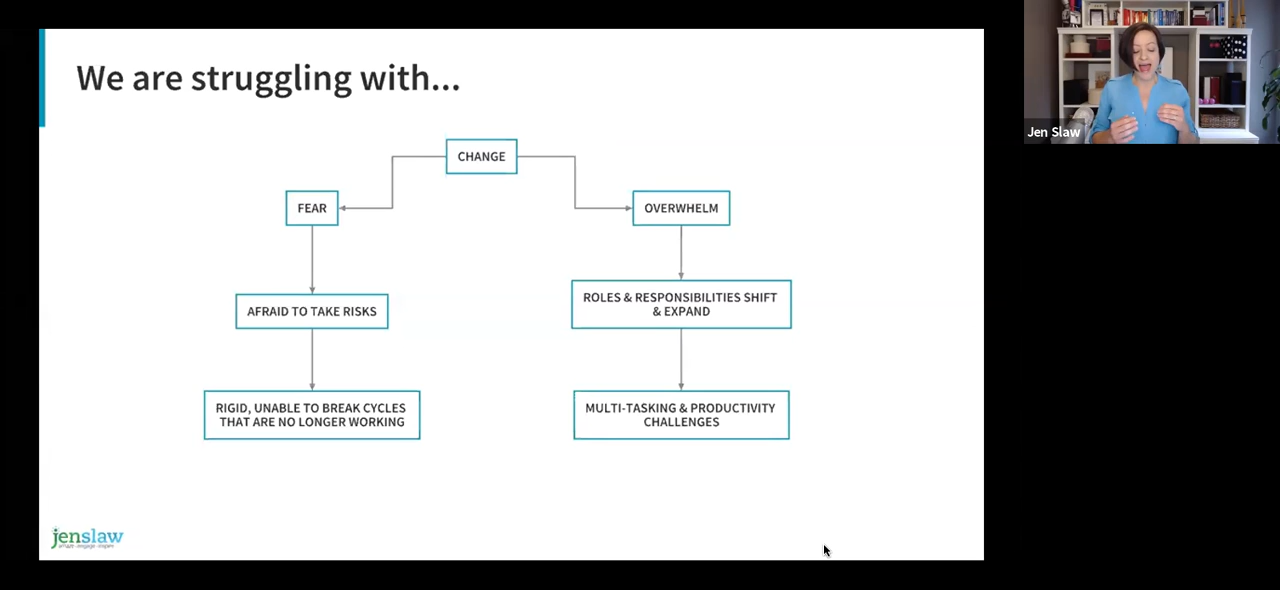 We are struggling with...
CHANGE
FEAR
OVERWHELM
AFRAID TO TAKE RISKS
ROLES & RESPONSIBILITIES SHIFT
& EXPAND
RIGID, UNABLE TO BREAK CYCLES
THAT ARE NO LONGER WORKING
MULTI-TASKING & PRODUCTIVITY
CHALLENGES
jenslaw
Jen Slaw